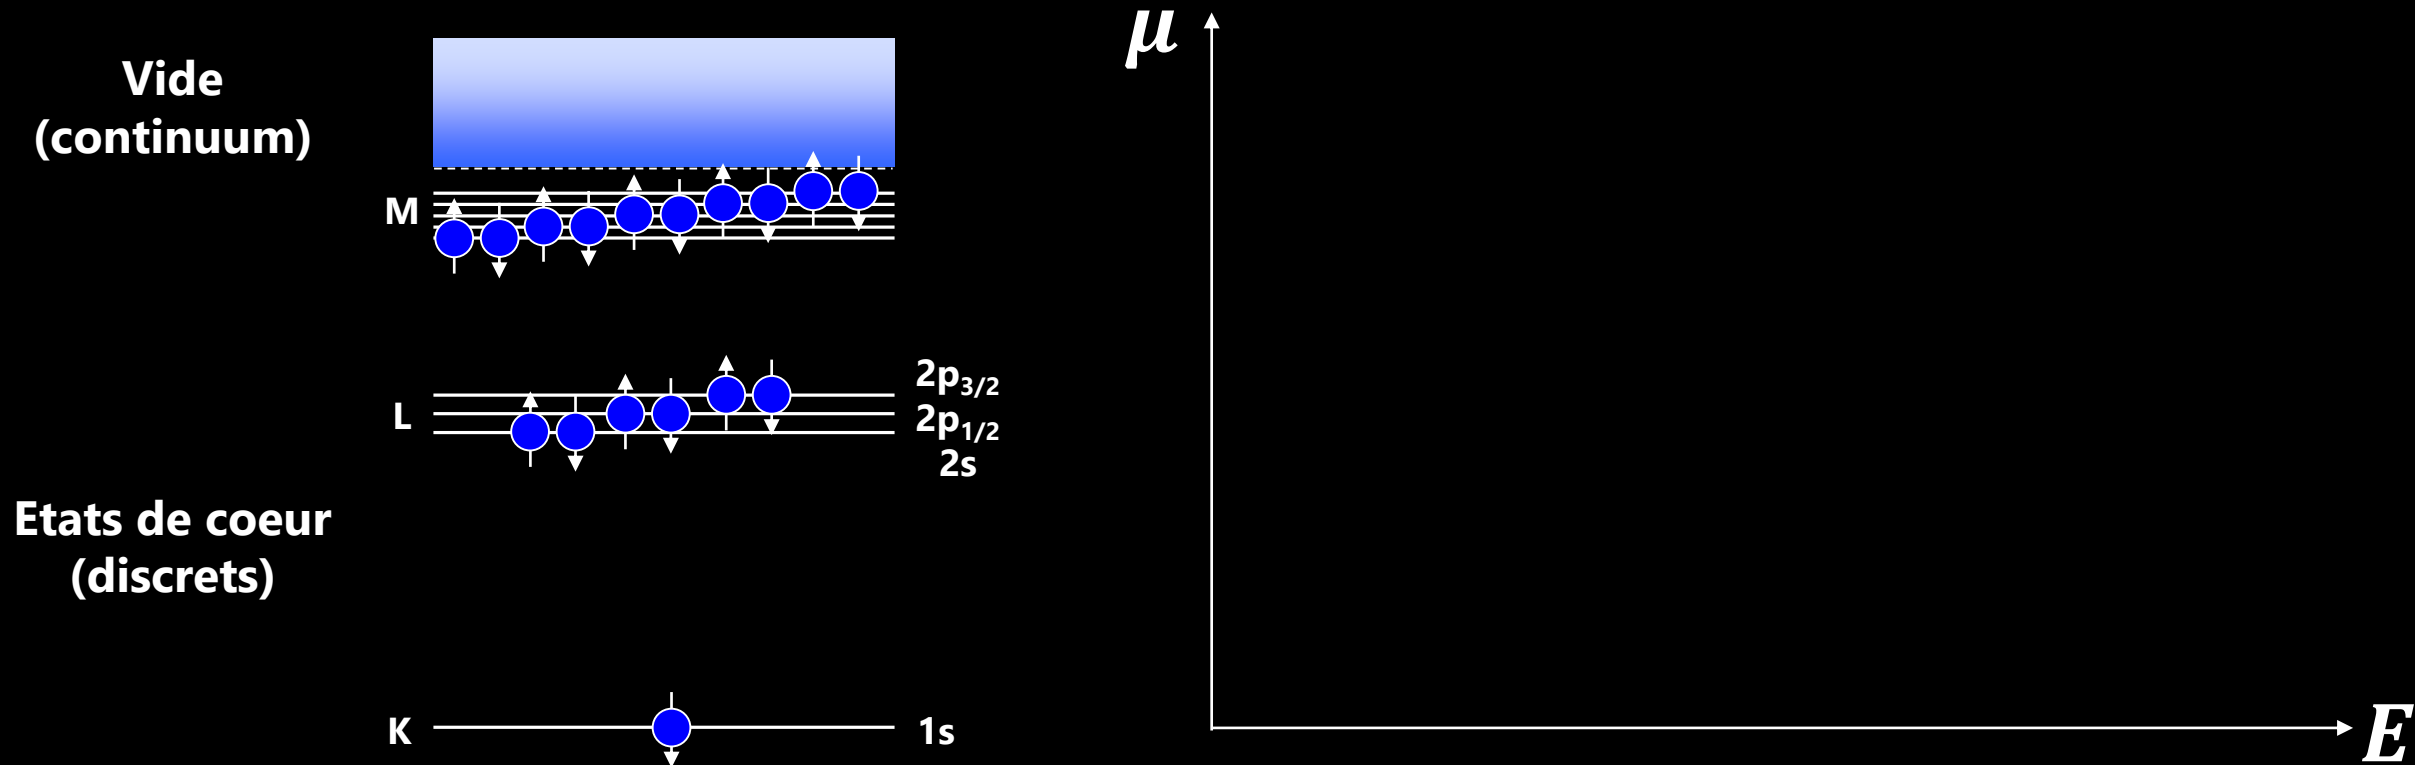 Vide
(continuum)
M
L
2p3/2
2p1/2
2s
Etats de coeur
(discrets)
K
1s
μ
E